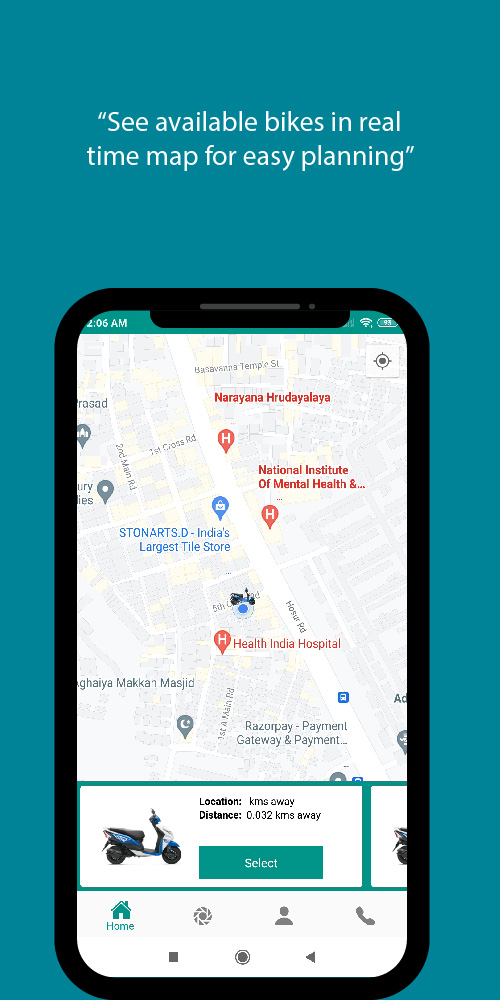 “See available bikes in real
time map for easy planning”
2:06 AM
93
Basavanna Temple St
Narayana Hrudayalaya
Prasad
1st Cross Rd
2nd Main Rd
H
National Institute
Of Mental Health &...
...
ury
ies
H
STONARTS.D - India's
Largest Tile Store
...
5th
Rd
Hosur Rd
H
Health India Hospital
Aghaiya Makkah Masjid
Ad
1st A Main Rd
Razorpay - Payment
Gateway & Payment...
...
Location: kms away
Distance: 0.032 kms away
Select
Home